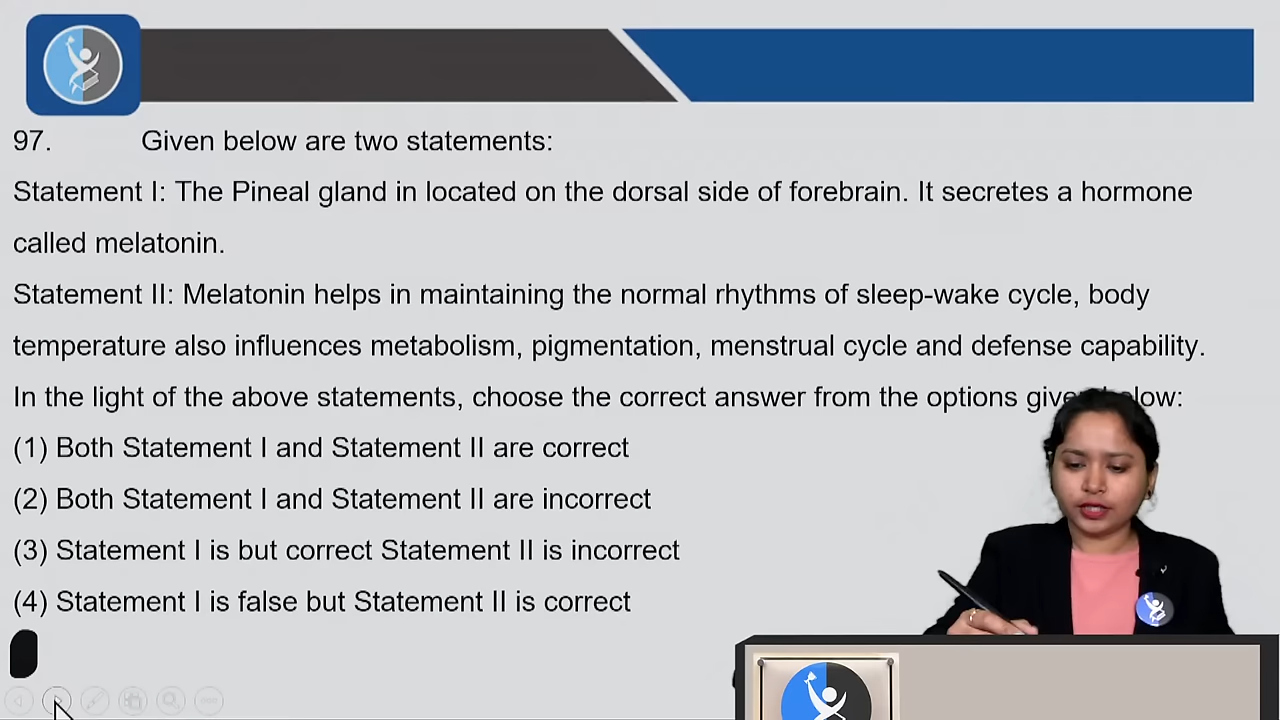 97. Given below are two statements:
Statement I: The Pineal gland in located on the dorsal side of forebrain. It secretes a hormone
called melatonin.
Statement II: Melatonin helps in maintaining the normal rhythms of sleep-wake cycle, body
temperature also influences metabolism, pigmentation, menstrual cycle and defense capability.
In the light of the above statements, choose the correct answer from the options given below:
(1) Both Statement I and Statement II are correct
(2) Both Statement I and Statement II are incorrect
(3) Statement I is but correct Statement II is incorrect
(4) Statement I is false but Statement II is correct